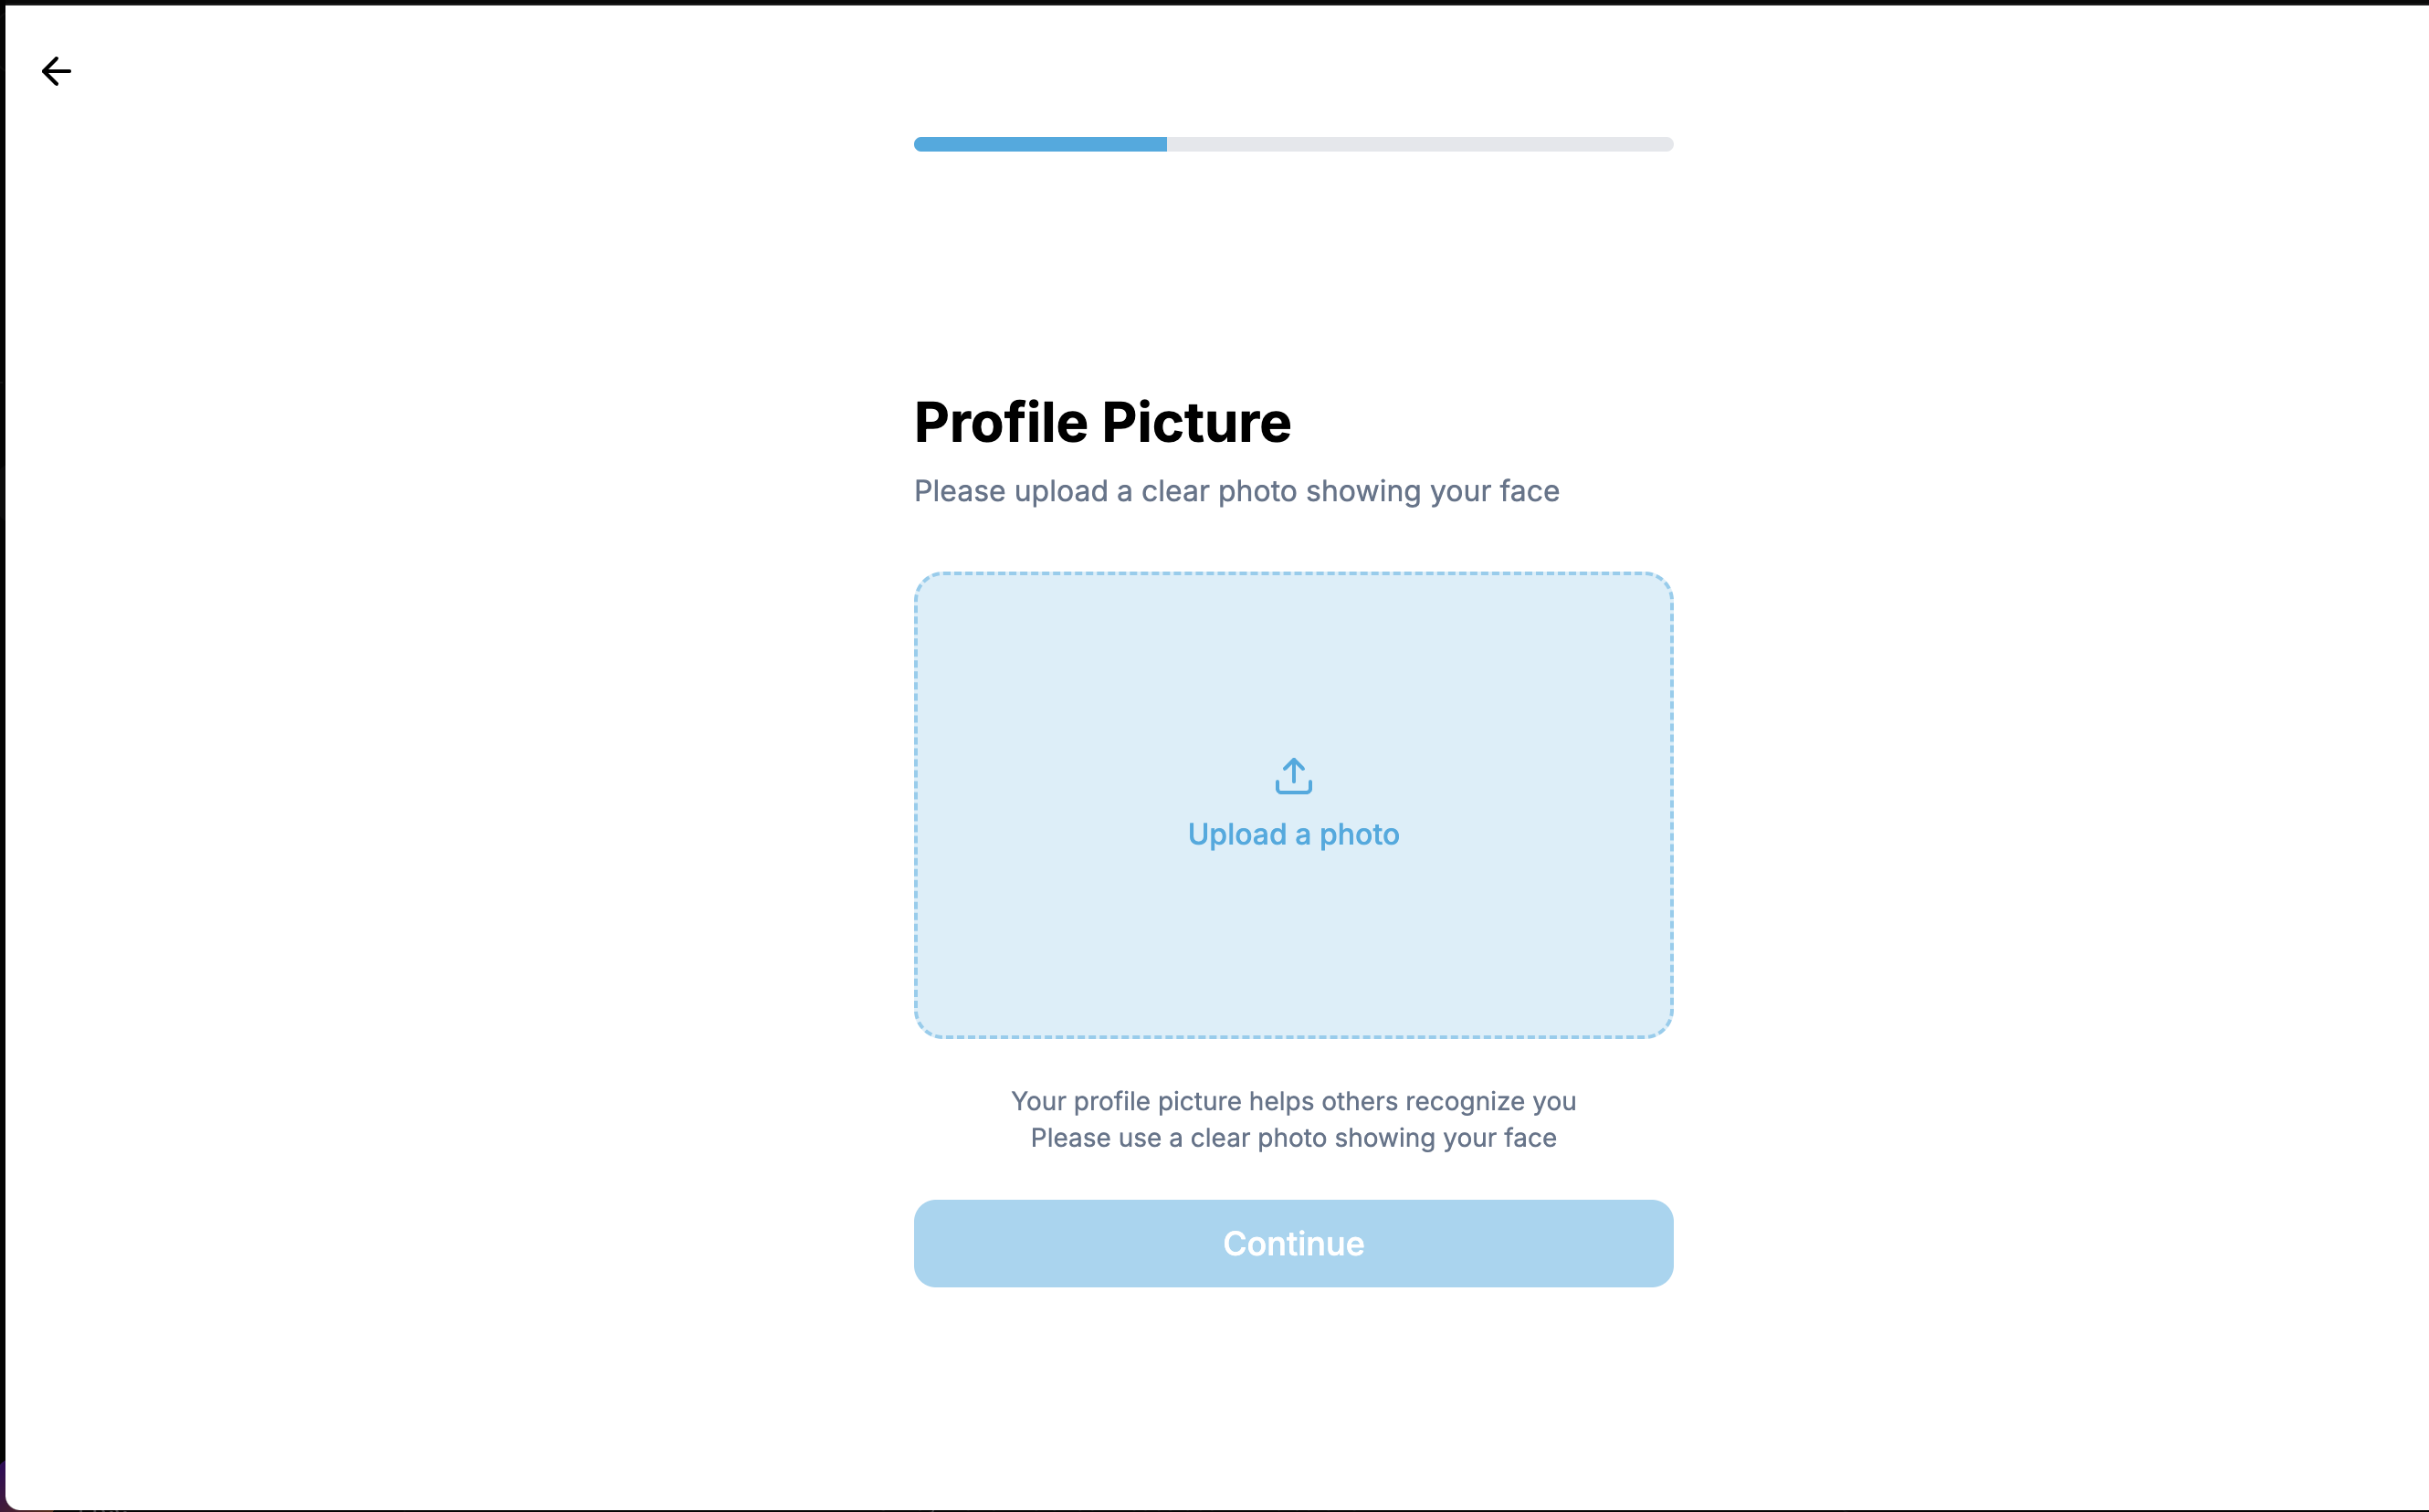 Profile Picture
Please upload a clear photo showing your face
Upload a photo
Your profile picture helps others recognize you
Please use a clear photo showing your face
Continue